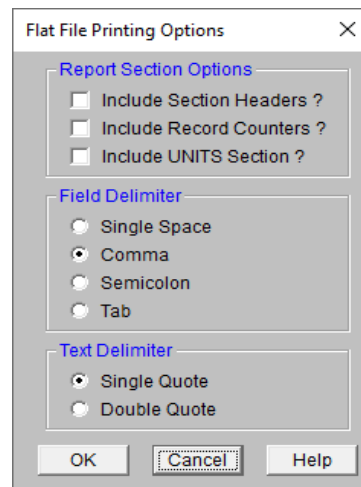 Flat File Printing Options
Report Section Options
Include Section Headers ?
Include Record Counters ?
Include UNITS Section ?
Field Delimiter
Single Space
Comma
Semicolon
Tab
Text Delimiter
Single Quote
Double Quote
OK Cancel Help